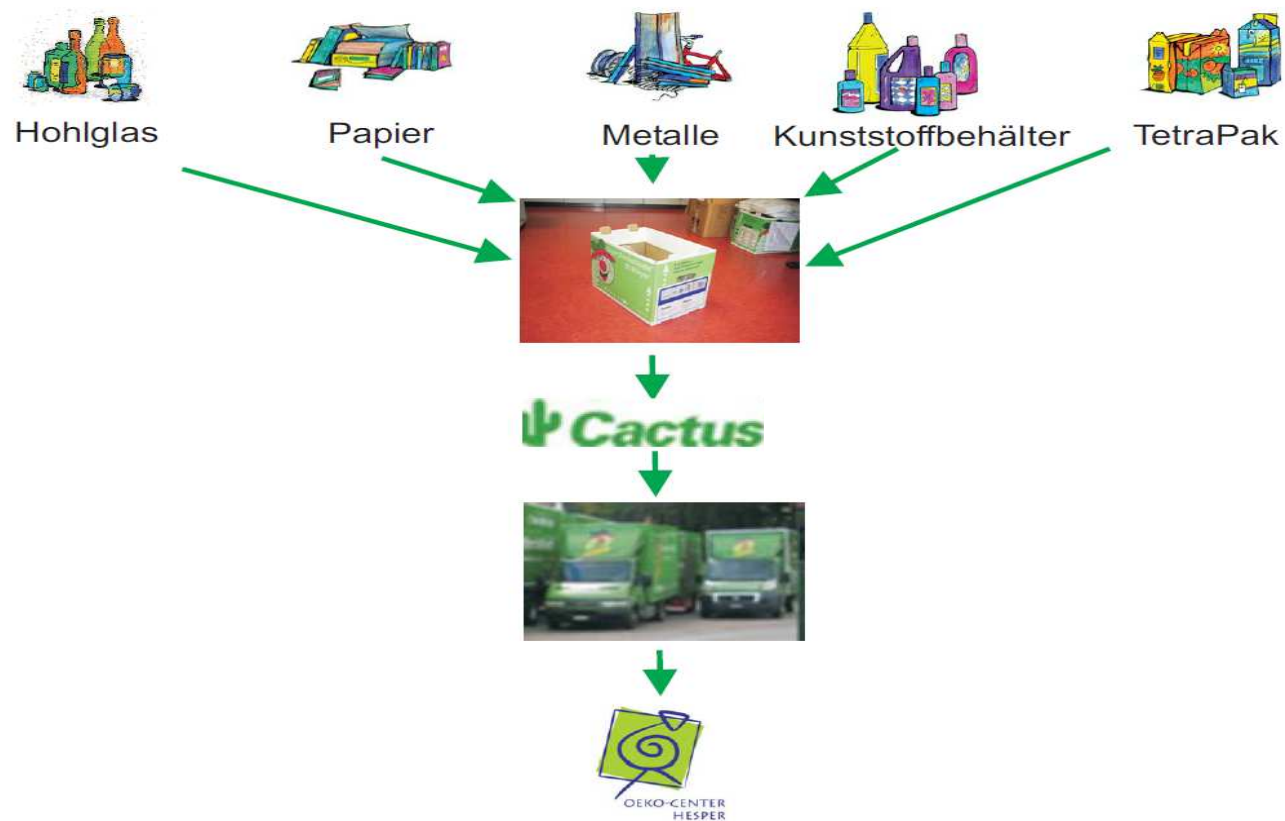 Hohlglas
Papier
Metalle
Kunststoffbehälter
TetraPak
Cactus
OEKO-CENTER
HESPER